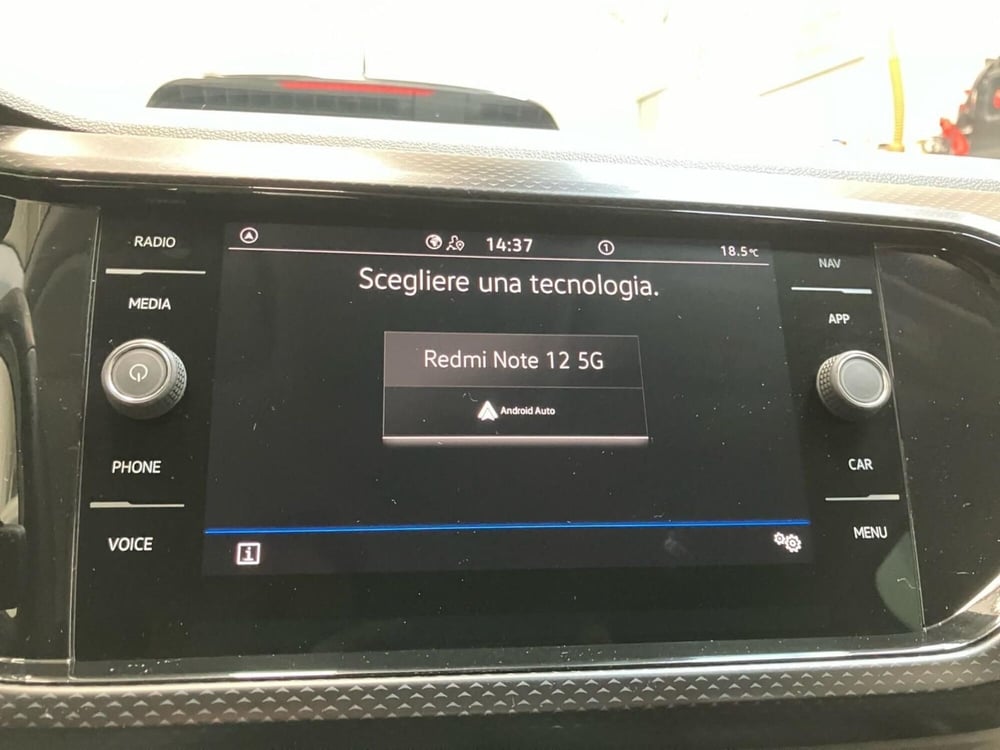 RADIO
MEDIA
PHONE
VOICE
14:37
1
18.5°C
Scegliere una tecnologia.
Redmi Note 12 5G
Android Auto
i
NAV
APP
CAR
MENU